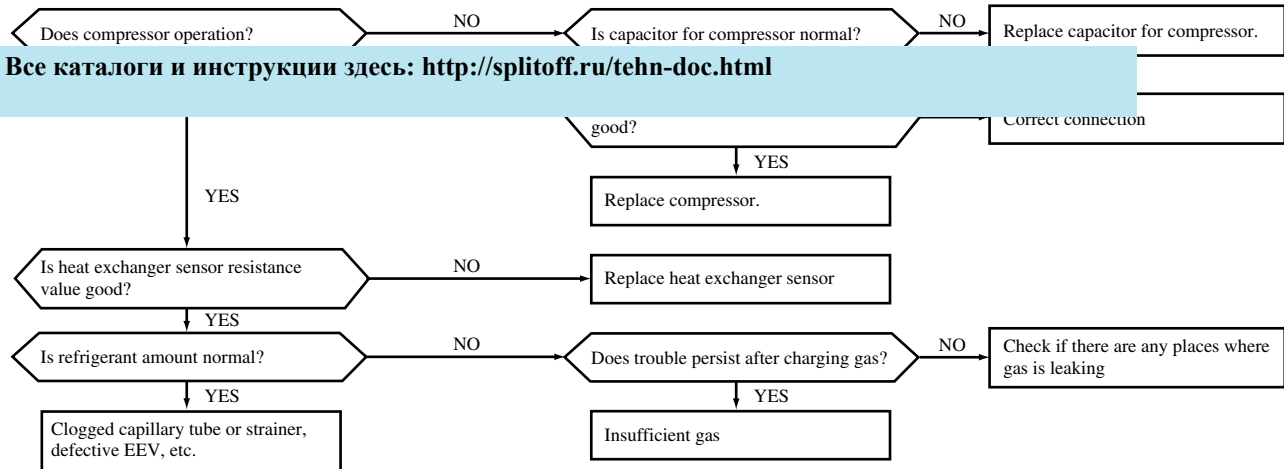 Does compressor operation?
NO
Is capacitor for compressor normal?
NO
Replace capacitor for compressor.
Все каталоги и инструкции здесь: http://splitoff.ru/tehn-doc.html
good?
Correct connection
YES
Replace compressor.
YES
Is heat exchanger sensor resistance
value good?
NO
Replace heat exchanger sensor
YES
Is refrigerant amount normal?
NO
Does trouble persist after charging gas?
NO
Check if there are any places where
gas is leaking
YES
Clogged capillary tube or strainer,
defective EEV, etc.
YES
Insufficient gas